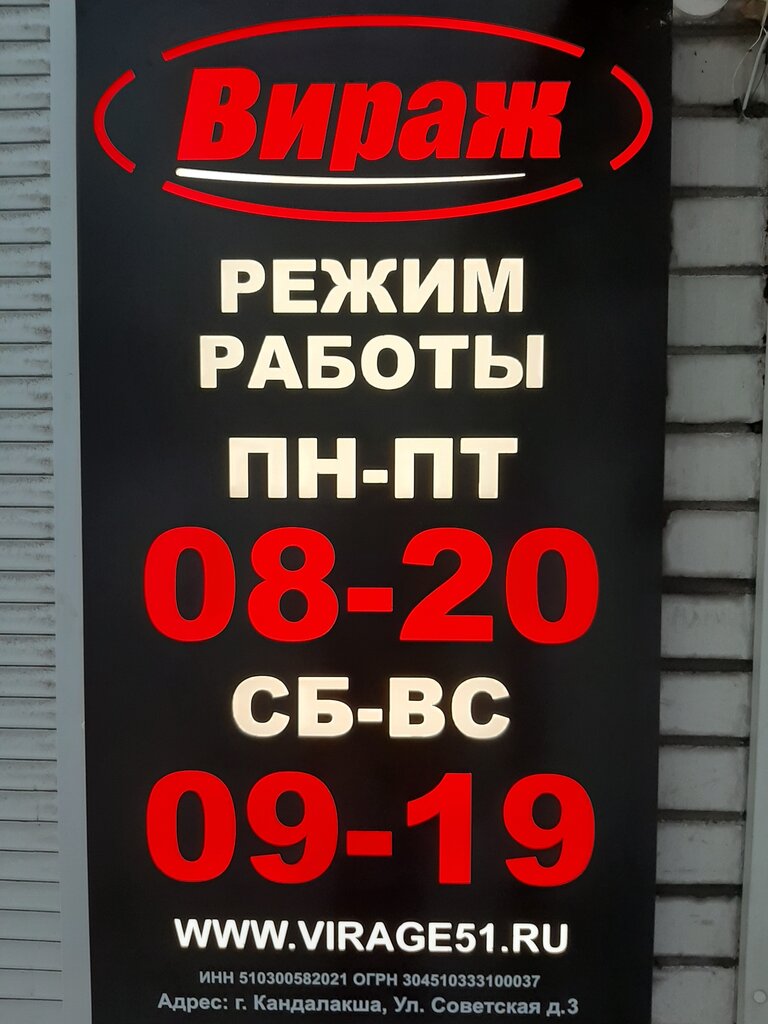 Вираж
РЕЖИМ
РАБОТЫ
ПН-ПТ
08-20
СБ-ВС
09-19
WWW.VIRAGE51.RU
ИНН 510300582021 ОГРН 304510333100037
Адрес: г. Кандалакша, Ул. Советская д.3